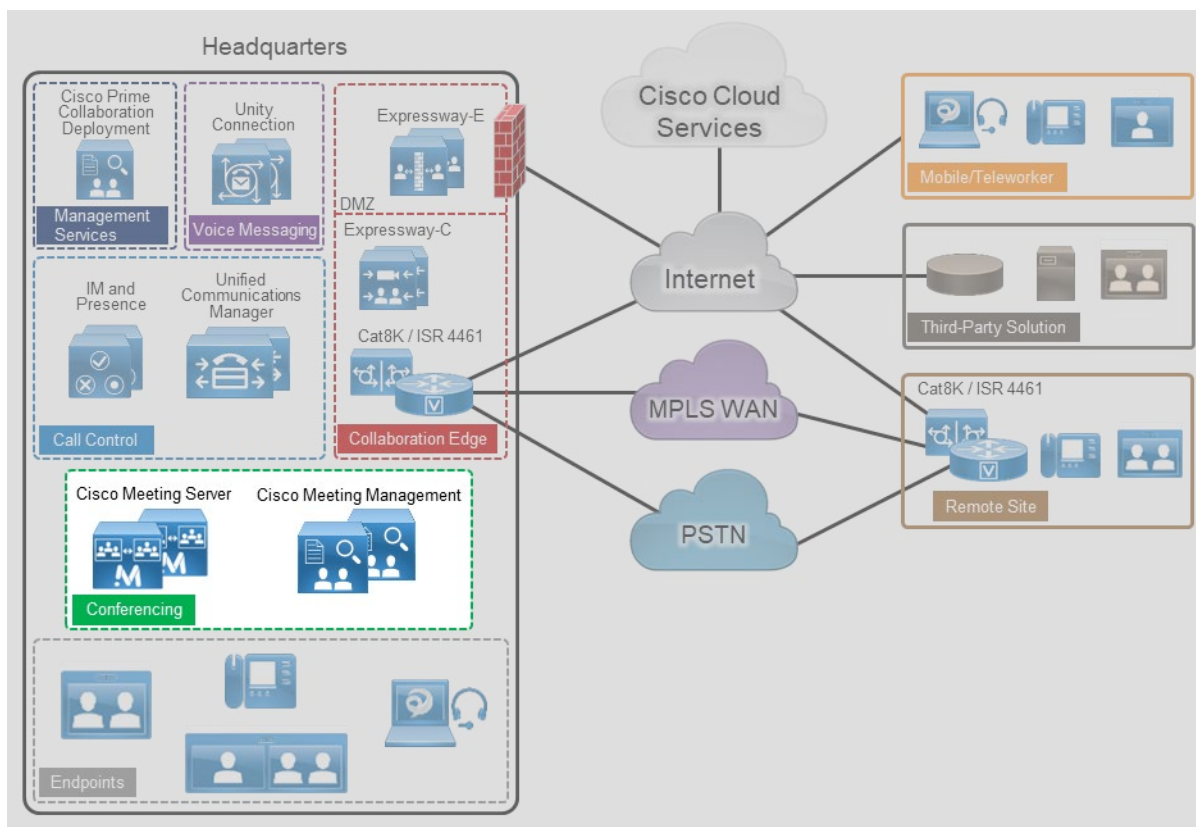 Headquarters
Cisco Prime
Collaboration
Deployment
Management
Services
Unity
Connection
Voice Messaging
Expressway-E
DMZ
Expressway-C
Cat8K / ISR 4461
Collaboration Edge
IM and
Presence
Unified
Communications
Manager
Call Control
Cisco Meeting Server
Cisco Meeting Management
Conferencing
Endpoints
Cisco Cloud
Services
Internet
MPLS WAN
PSTN
Mobile/Teleworker
Third-Party Solution
Cat8K / ISR 4461
Remote Site
V
V